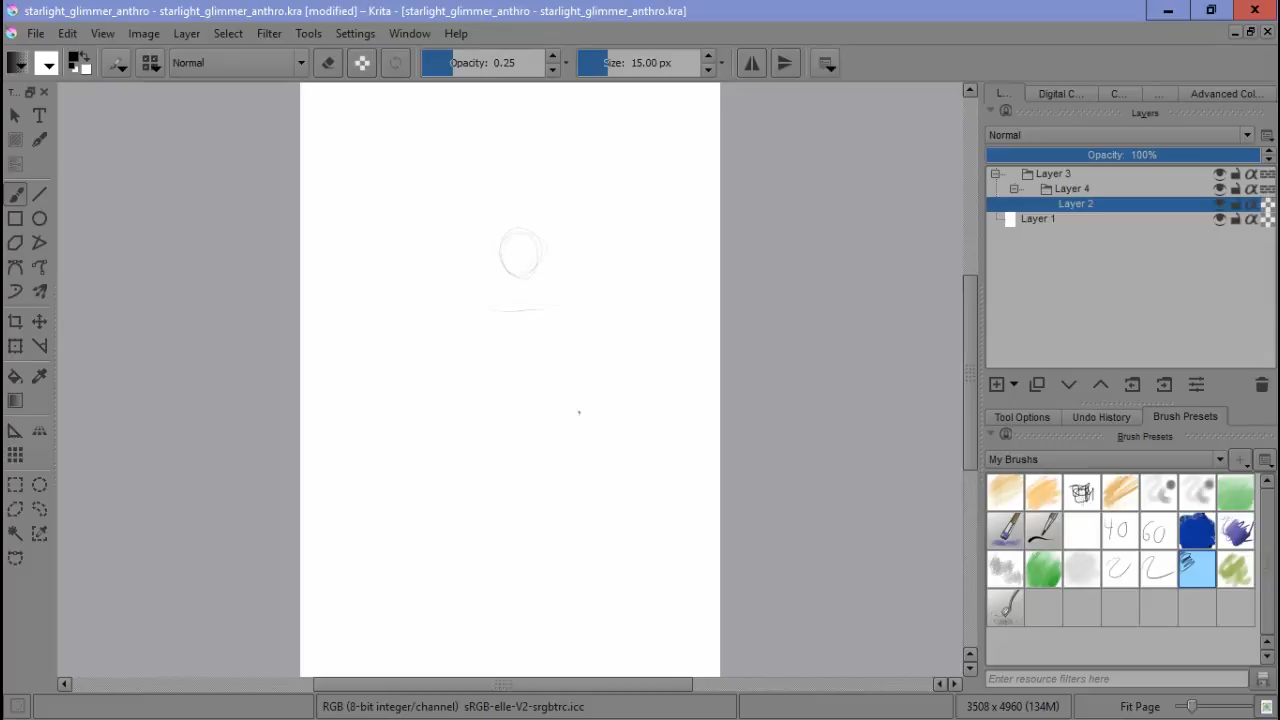 starlight_glimmer_anthro - starlight_glimmer_anthro.kra [modified] – Krita - [starlight_glimmer_anthro - starlight_glimmer_anthro.kra]
File Edit View Image Layer Select Filter Tools Settings Window Help
Normal Opacity: 0.25 Size: 15.00 px
T... L... Digital C... C... ... Advanced Col...
Layers
Normal
Opacity: 100%
Layer 3
Layer 4
Layer 2
Layer 1
Tool Options Undo History Brush Presets
Brush Presets
My Brushs
40 60
Enter resource filters here
RGB (8-bit integer/channel) sRGB-elle-V2-srgbtrc.icc 3508 x 4960 (134M) Fit Page